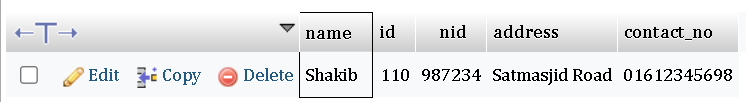 name id nid address contact_no
Edit Copy Delete Shakib 110 987234 Satmasjid Road 01612345698